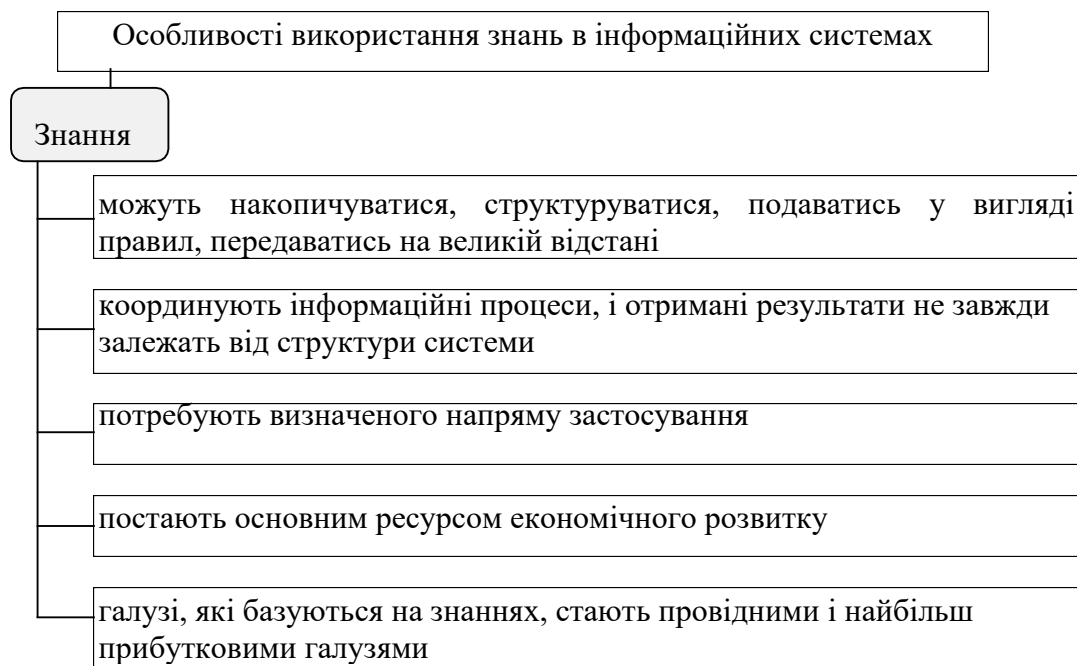 Особливості використання знань в інформаційних системах
Знання
можуть накопичуватися, структуруватися, подаватись у вигляді
правил, передаватись на великій відстані
координують інформаційні процеси, і отримані результати не завжди
залежать від структури системи
потребують визначеного напряму застосування
постають основним ресурсом економічного розвитку
галузі, які базуються на знаннях, стають провідними і найбільш
прибутковими галузями